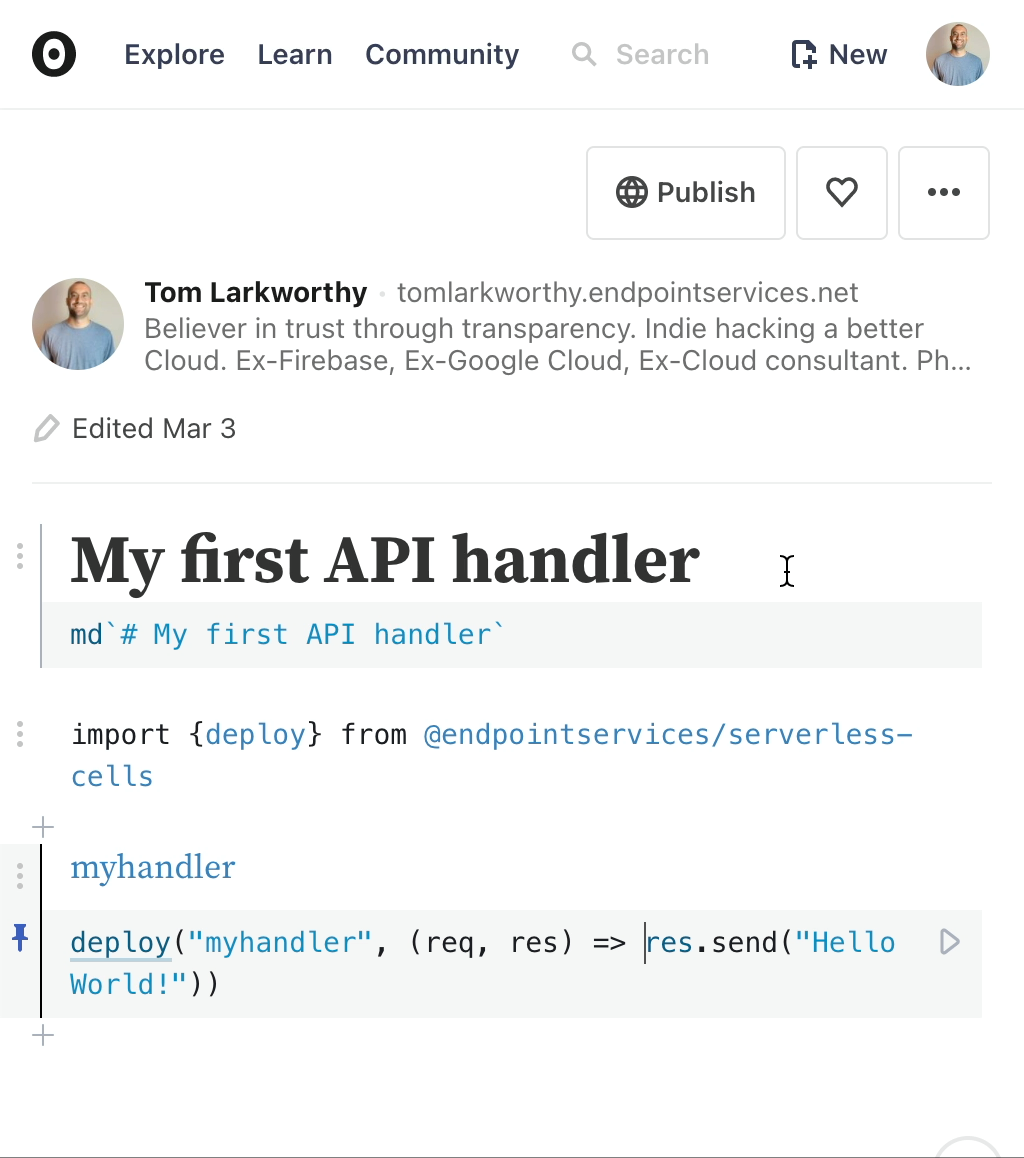 Explore Learn Community Search New
Publish
Tom Larkworthy · tomlarkworthy.endpointservices.net
Believer in trust through transparency. Indie hacking a better
Cloud. Ex-Firebase, Ex-Google Cloud, Ex-Cloud consultant. Ph...
Edited Mar 3
My first API handler
md`# My first API handler`
import {deploy} from @endpointservices/serverless-
cells
myhandler
deploy("myhandler", (req, res) => res.send("Hello
World!"))